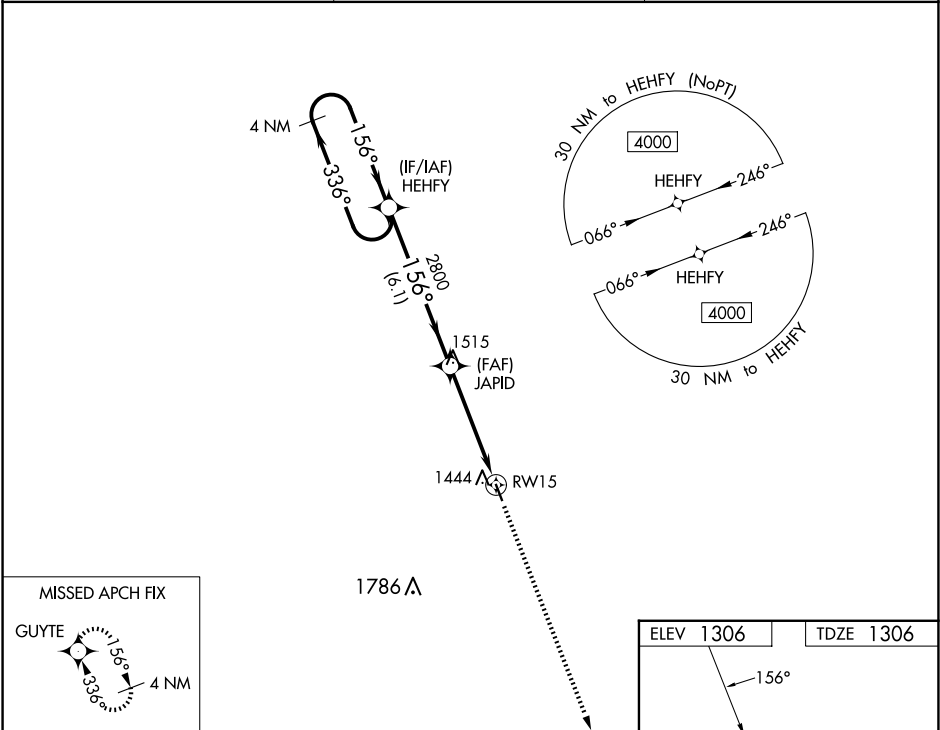 30 NM to HEHFY (NoPT)
4000
HEHFY
246°
066°
246°
066°
HEHFY
4000
30 NM to HEHFY
4 NM
156°
336°
(IF/IAF)
HEHFY
2800
156°
(6.1)
1515
(FAF)
JAPID
1444
RW15
1786
MISSED APCH FIX
GUYTE
156°
336°
4 NM
ELEV 1306
TDZE 1306
156°